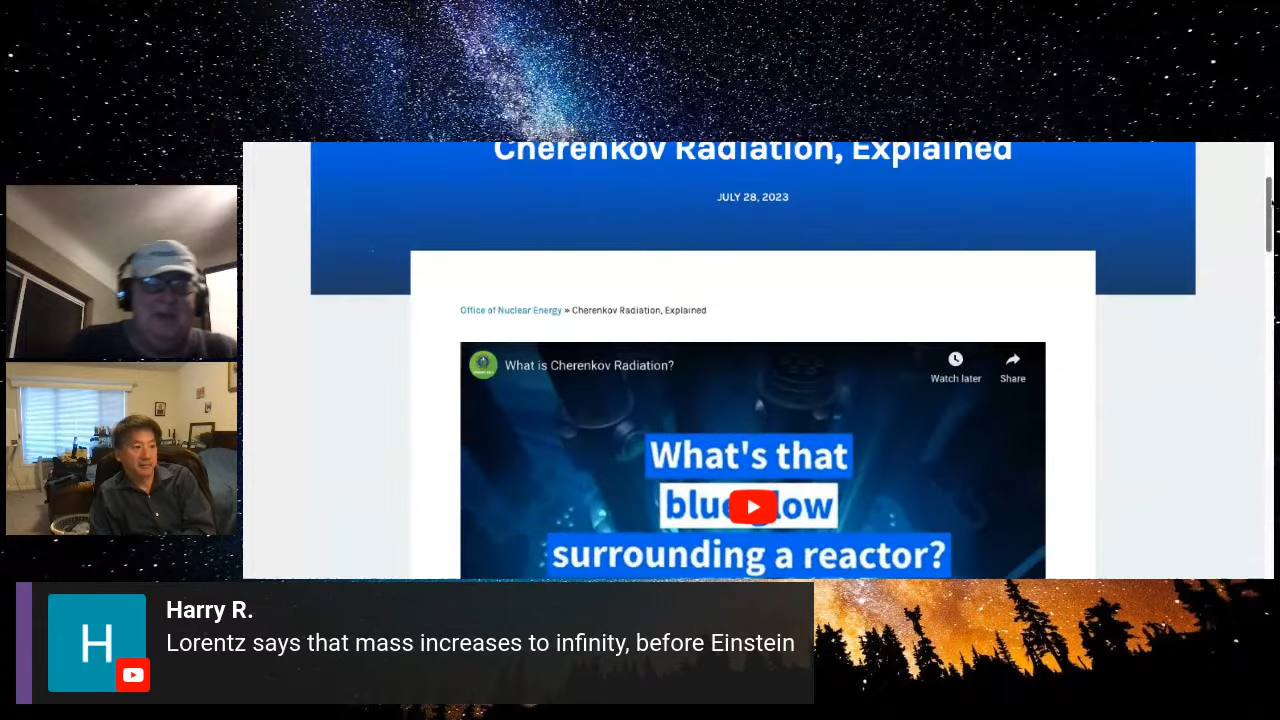 Cherenkov Radiation, Explained
JULY 28, 2023
Office of Nuclear Energy » Cherenkov Radiation, Explained
What is Cherenkov Radiation?
Watch later
Share
What's that
blue glow
surrounding a reactor?
H
Harry R.
Lorentz says that mass increases to infinity, before Einstein